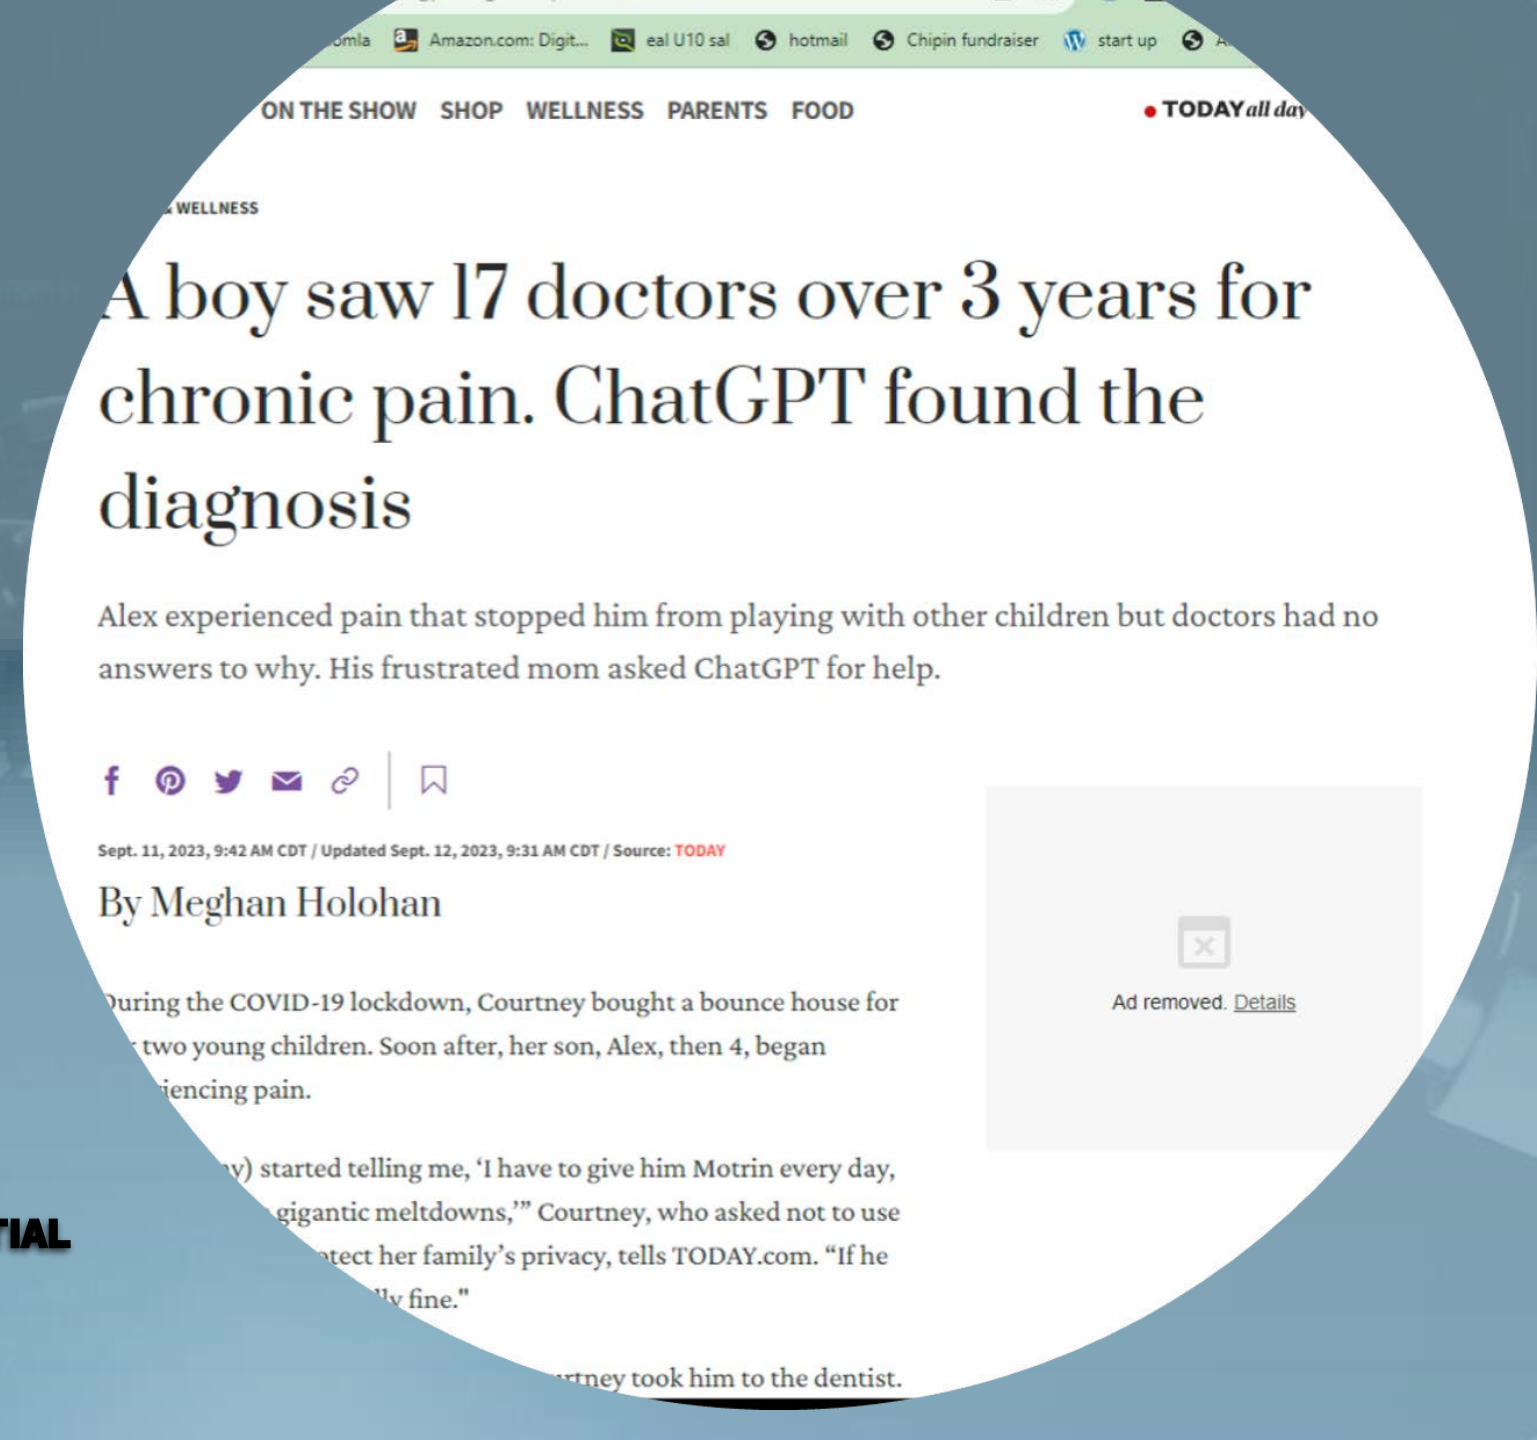 Amazon.com: Digit... eal U10 sal hotmail Chipin fundraiser start up
ON THE SHOW SHOP WELLNESS PARENTS FOOD TODAY all day
WELLNESS
A boy saw 17 doctors over 3 years for
chronic pain. ChatGPT found the
diagnosis
Alex experienced pain that stopped him from playing with other children but doctors had no
answers to why. His frustrated mom asked ChatGPT for help.
Sept. 11, 2023, 9:42 AM CDT / Updated Sept. 12, 2023, 9:31 AM CDT / Source: TODAY
By Meghan Holohan
During the COVID-19 lockdown, Courtney bought a bounce house for
two young children. Soon after, her son, Alex, then 4, began
iencing pain.
Ad removed. Details
y) started telling me, ‘I have to give him Motrin every day,
gigantic meltdowns,’” Courtney, who asked not to use
TIAL
tect her family’s privacy, tells TODAY.com. “If he
ly fine."
rtney took him to the dentist.